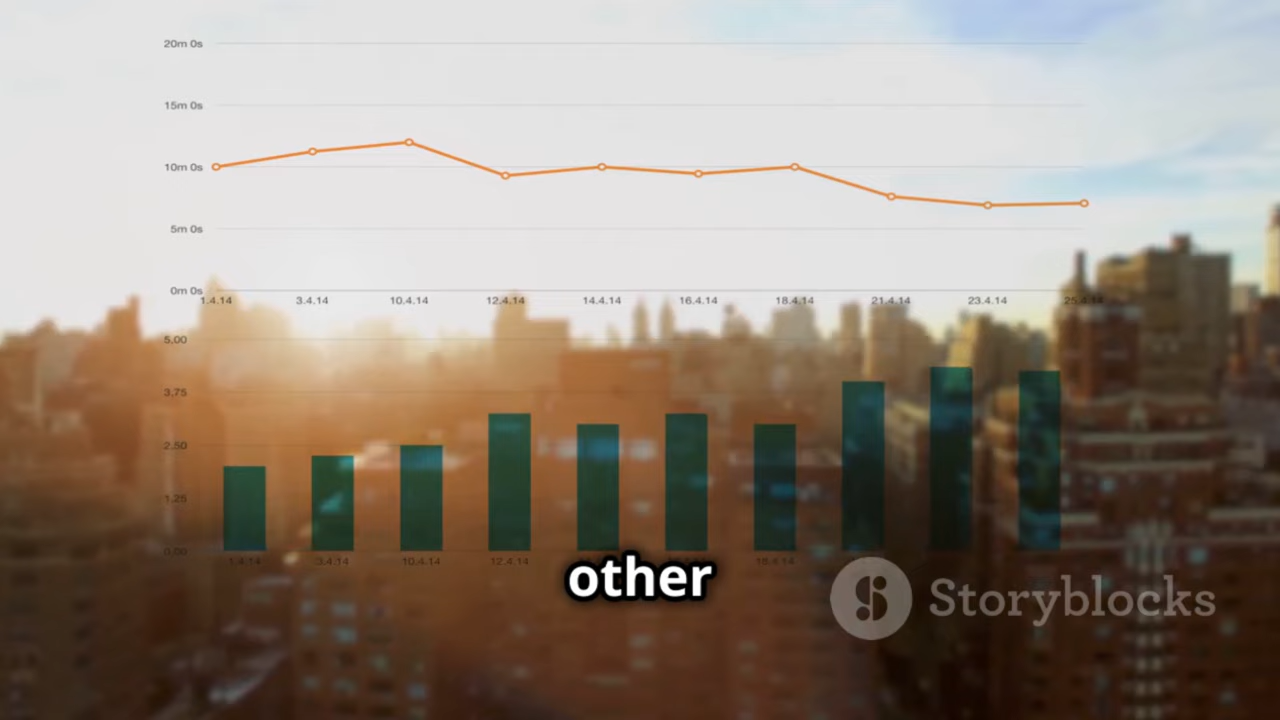 20m 0s
15m 0s
10m 0s
5m 0s
0m 0s
1.4.14 3.4.14 10.4.14 12.4.14 14.4.14 16.4.14 18.4.14 21.4.14 23.4.14 25.4.14
5,00
3,75
2,50
1,25
0,00
1.4.14 3.4.14 10.4.14 12.4.14 18.4.14
other
Storyblocks